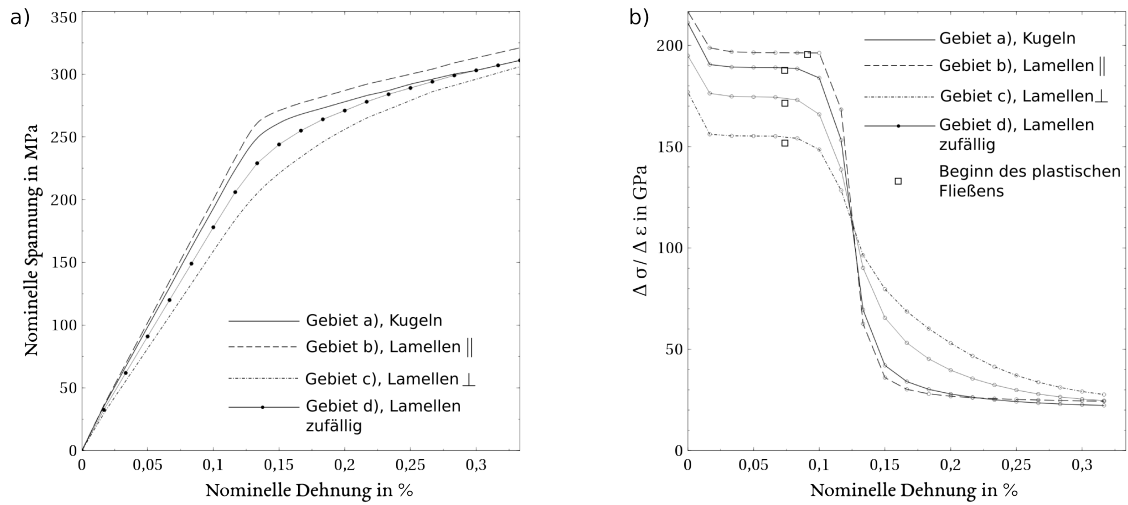 a)
350
300
250
200
150
100
50
0
Nominelle Spannung in MPa
Gebiet a), Kugeln
Gebiet b), Lamellen ||
Gebiet c), Lamellen ⊥
Gebiet d), Lamellen
zufällig
0 0,05 0,1 0,15 0,2 0,25 0,3
Nominelle Dehnung in %
b)
200
150
100
50
0
Δ σ / Δ ε in GPa
Gebiet a), Kugeln
Gebiet b), Lamellen ||
Gebiet c), Lamellen ⊥
Gebiet d), Lamellen
zufällig
Beginn des plastischen
Fließens
0 0,05 0,1 0,15 0,2 0,25 0,3
Nominelle Dehnung in %